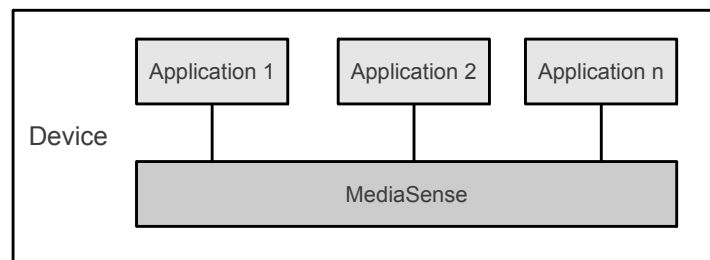 Application 1
Application 2
Application n
Device
MediaSense